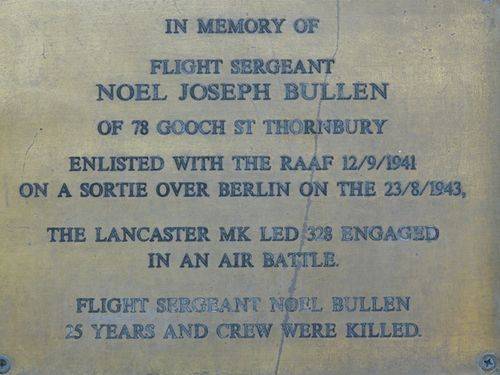 IN MEMORY OF
FLIGHT SERGEANT
NOEL JOSEPH BULLEN
OF 78 GOOCH ST THORNBURY
ENLISTED WITH THE RAAF 12/9/1941
ON A SORTIE OVER BERLIN ON THE 23/8/1943,
THE LANCASTER MK LED 328 ENGAGED
IN AN AIR BATTLE.
FLIGHT SERGEANT NOEL BULLEN
25 YEARS AND CREW WERE KILLED.